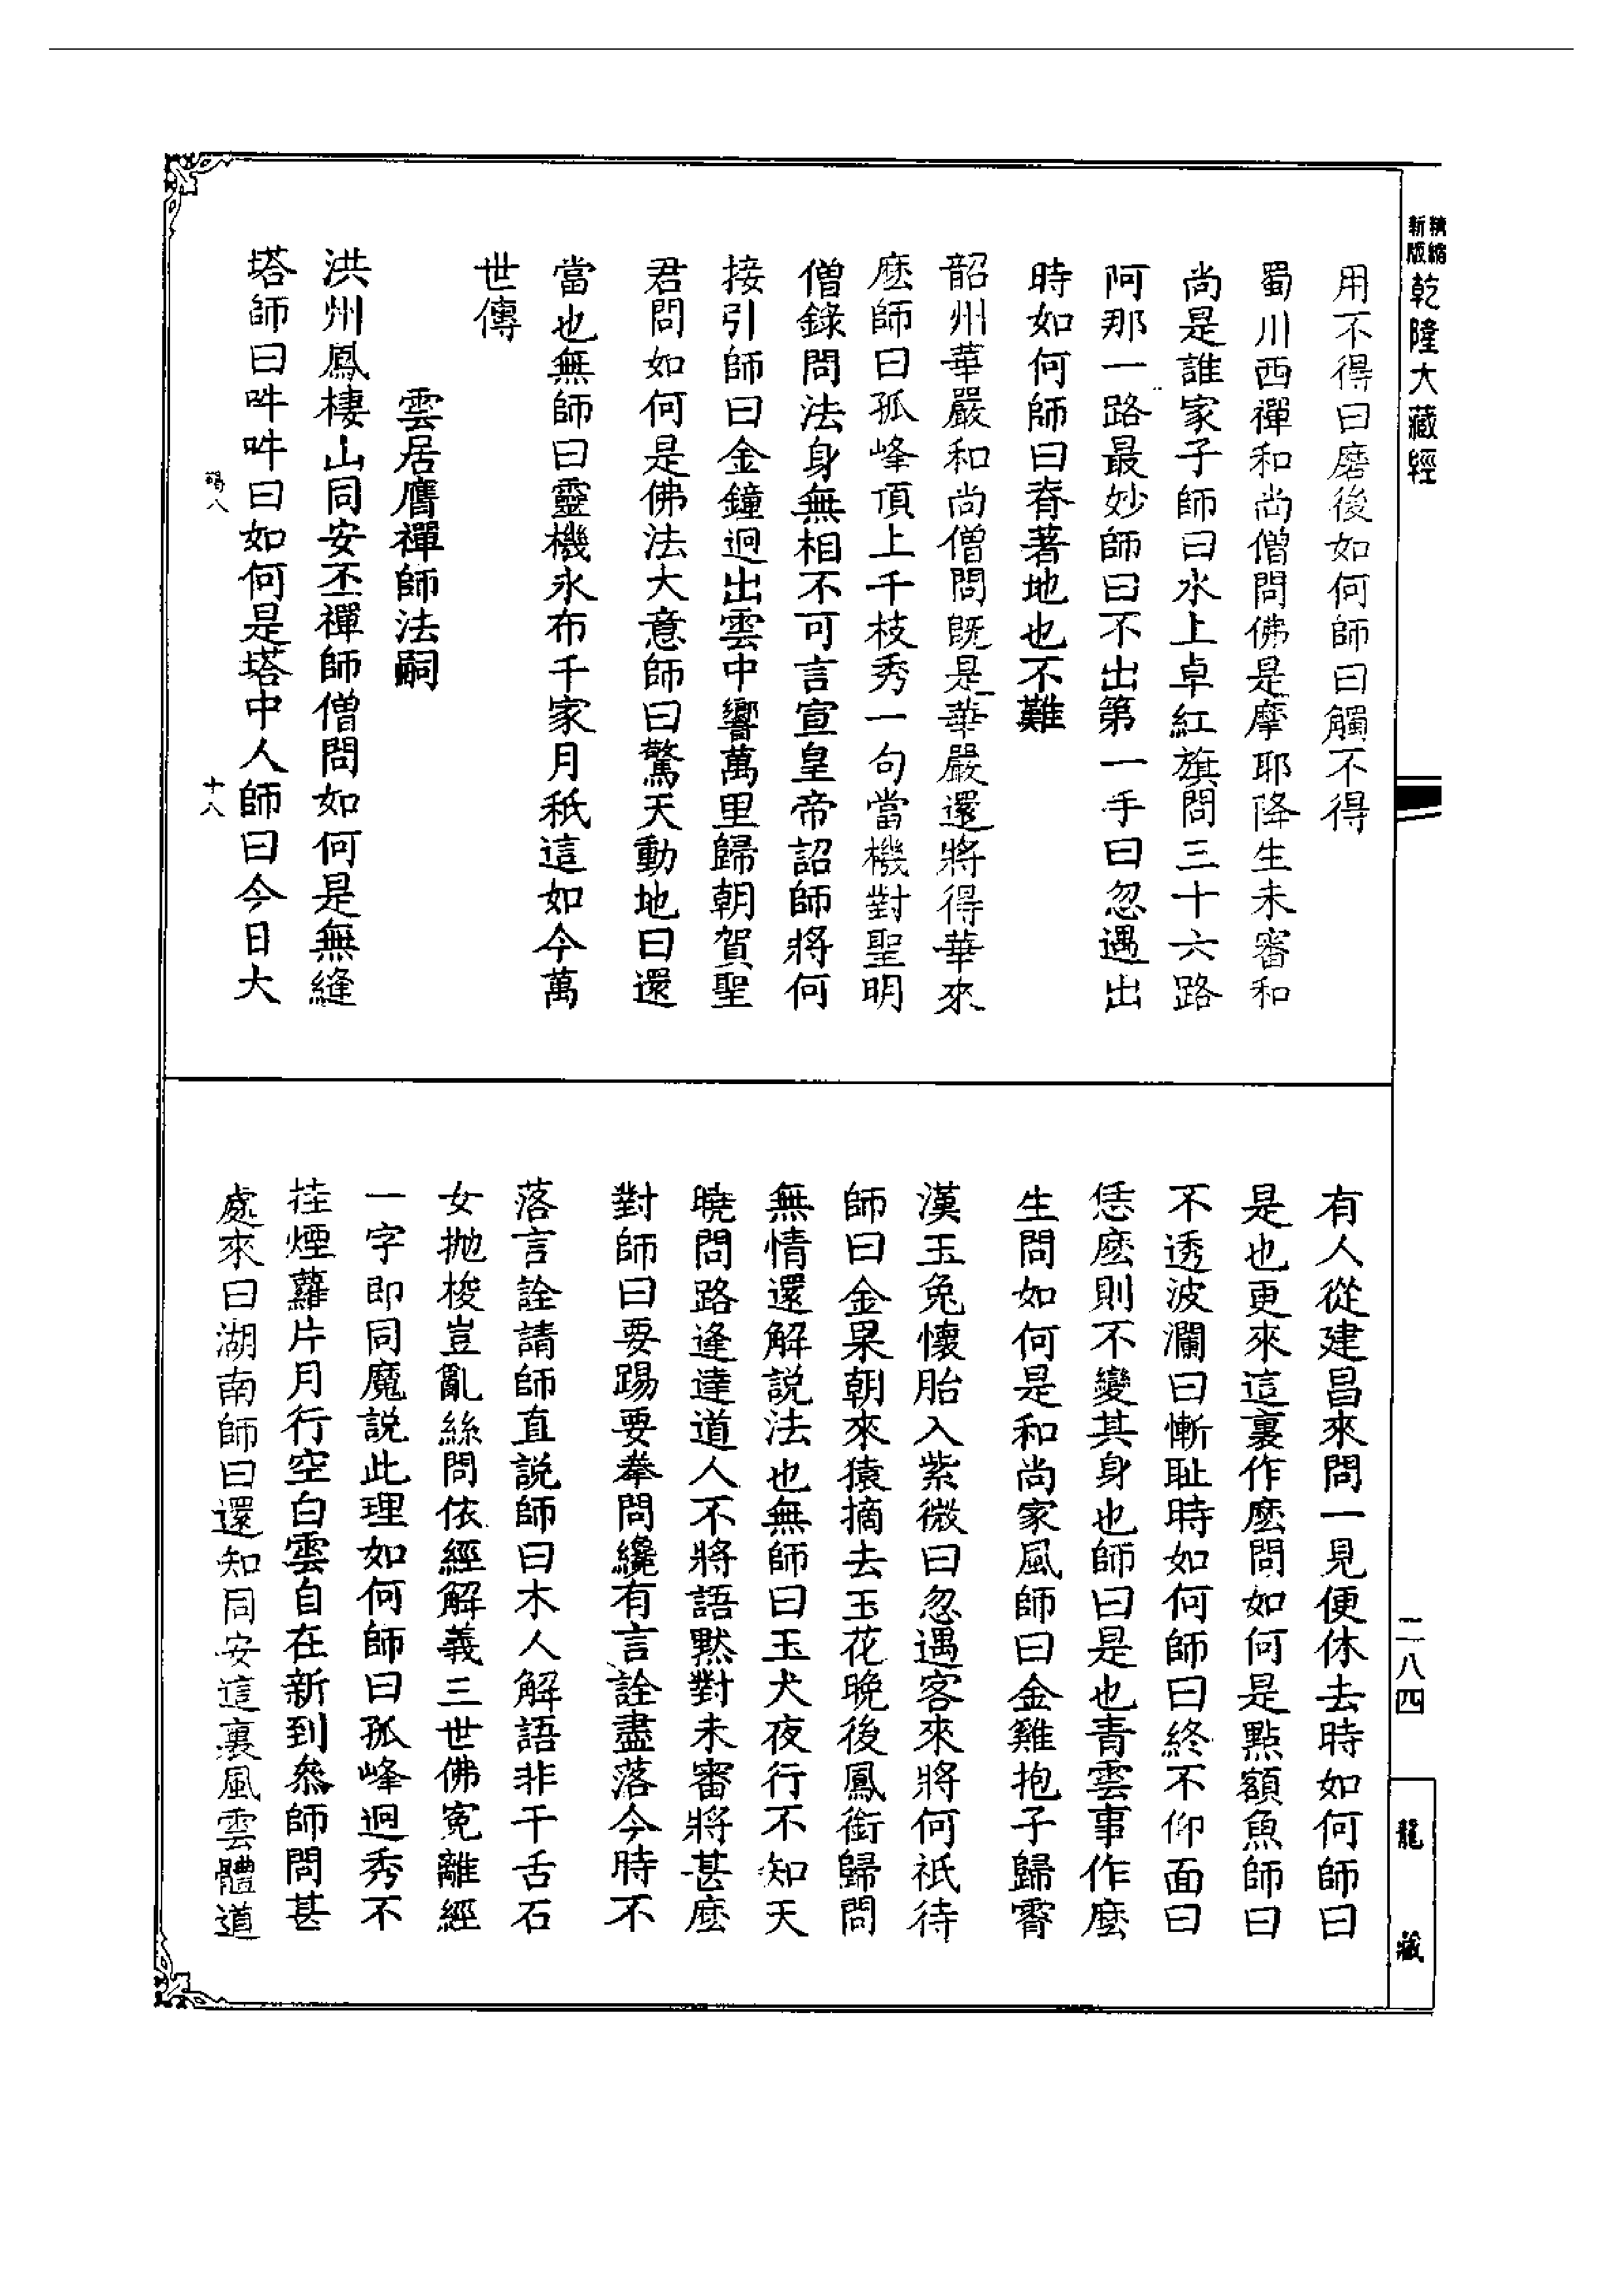 精縮
新版
乾隆大藏經
用不得曰磨後如何師曰觸不得
蜀川西禪和尚僧問佛是摩耶降生未審和
尚是誰家子師曰水上卓紅旗問三十六路
阿那一路最妙師曰不出第一手曰忽遇出
時如何師曰脊著地也不難
韶州華嚴和尚僧問旣是華嚴還將得華來
麽師曰孤峰頂上千枝秀一句當機對聖明
僧錄問法身無相不可言宣皇帝詔師將何
接引師曰金鐘迥出雲中響萬里歸朝賀聖
君問如何是佛法大意師曰驚天動地曰還
當也無師曰靈機永布千家月秖這如今萬
世傳
雲居膺禪師法嗣
洪州鳳棲山同安丕禪師僧問如何是無縫
塔師曰吽吽曰如何是塔中人師曰今日大
碣八
十八
有人從建昌來問一見便休去時如何師曰
是也更來這裏作麽問如何是點額魚師曰
不透波瀾曰慚耻時如何師曰終不仰面曰
恁麽則不變其身也師曰是也青雲事作麽
生問如何是和尚家風師曰金雞抱子歸霄
漢玉兔懷胎入紫微曰忽遇客來將何祇待
師曰金果朝來猿摘去玉花晚後鳳銜歸問
無情還解説法也無師曰玉犬夜行不知天
曉問路逢達道人不將語默對未審將甚麽
對師曰要踢要拳問纔有言詮盡落今時不
落言詮請師直説師曰木人解語非干舌石
女抛梭豈亂絲問依經解義三世佛寃離經
一字即同魔説此理如何師曰孤峰迥秀不
挂煙蘿片月行空白雲自在新到叅師問甚
處來曰湖南師曰還知同安這裏風雲體道
二八四
龍藏